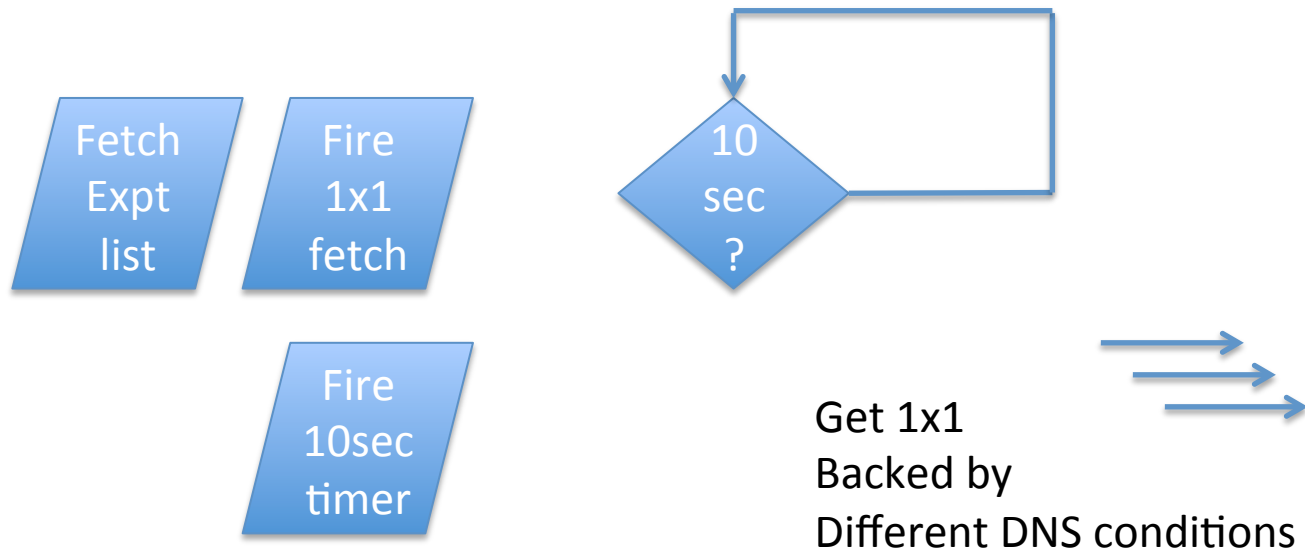 Fetch
Expt
list
Fire
1x1
fetch
10
sec
?
Fire
10sec
timer
Get 1x1
Backed by
Different DNS conditions